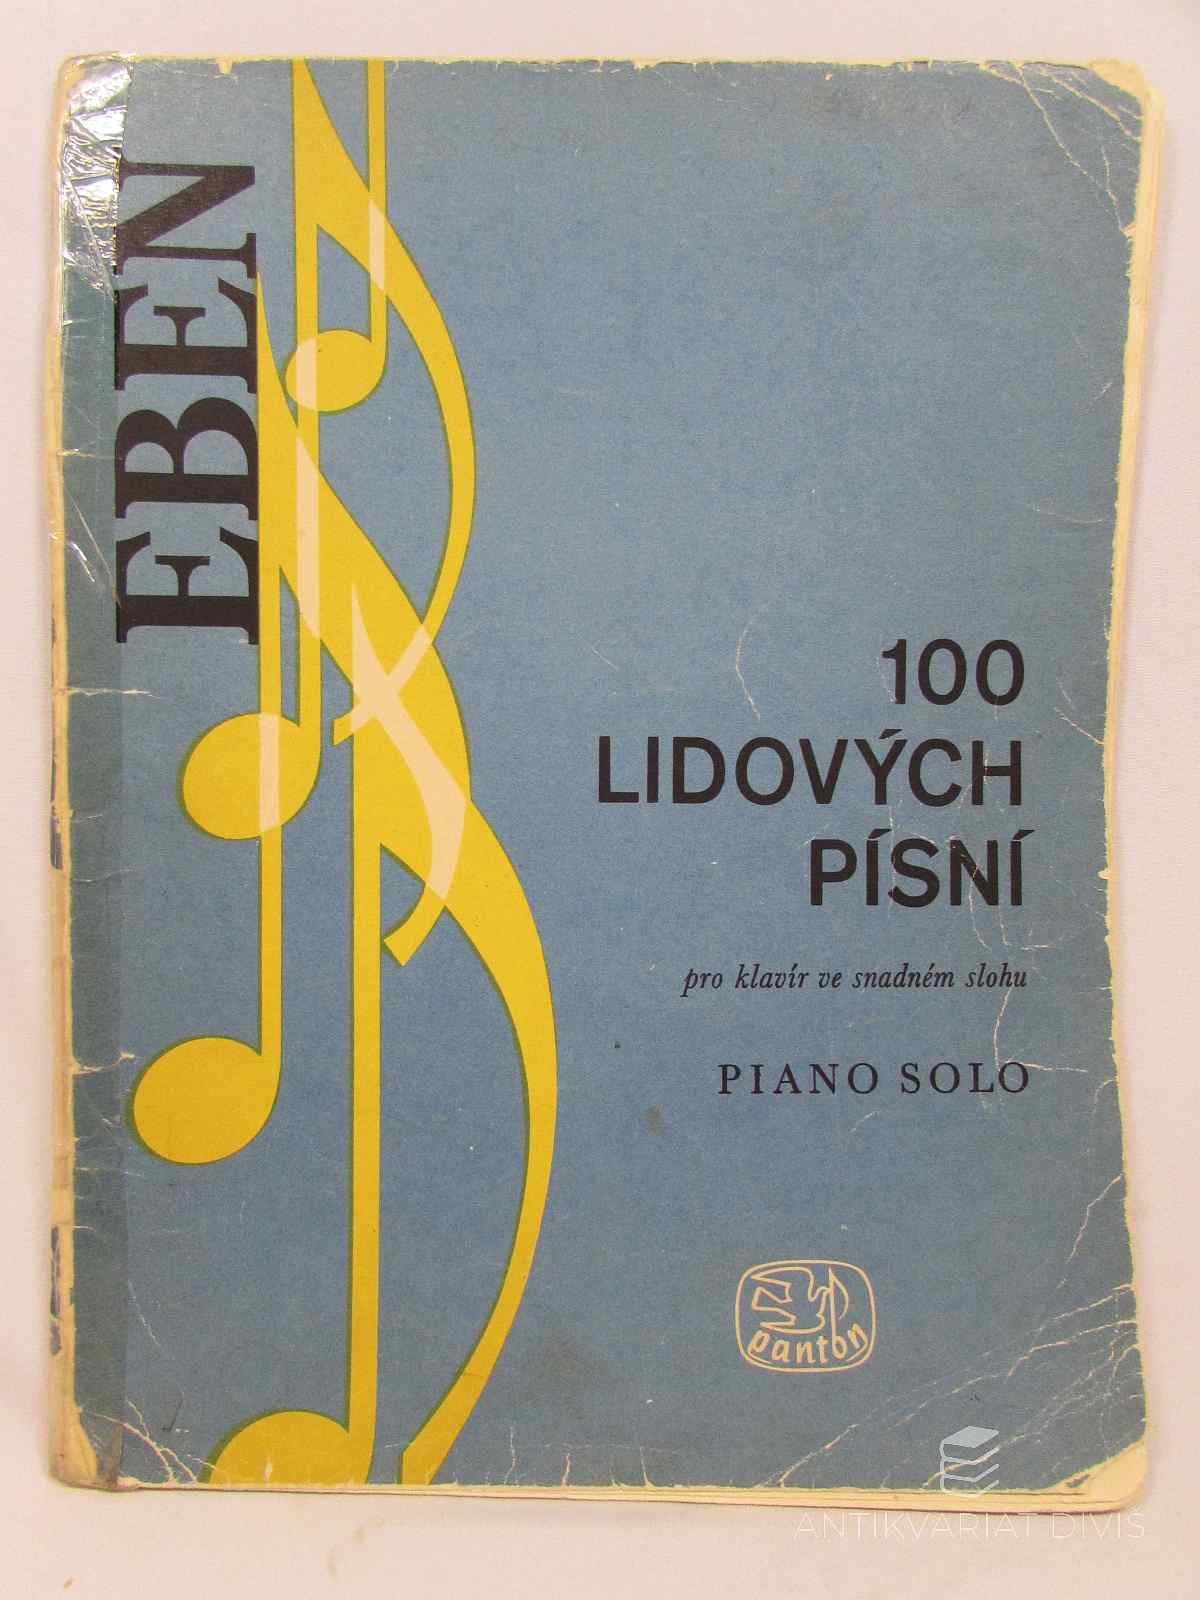 EBEN
100
LIDOVÝCH
PÍSNÍ
pro klavír ve snadném slohu
PIANO SOLO
panton
ANTIKVARIÁT DIVIŠ